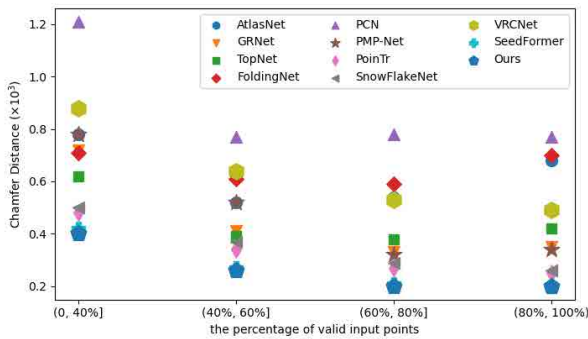 1.2
1.0
0.8
0.6
0.4
0.2
Chamfer Distance (×10³)
AtlasNet
GRNet
TopNet
FoldingNet
PCN
PMP-Net
PoinTr
SnowFlakeNet
VRCNet
SeedFormer
Ours
(0, 40%]
(40%, 60%]
(60%, 80%]
(80%, 100%)
the percentage of valid input points